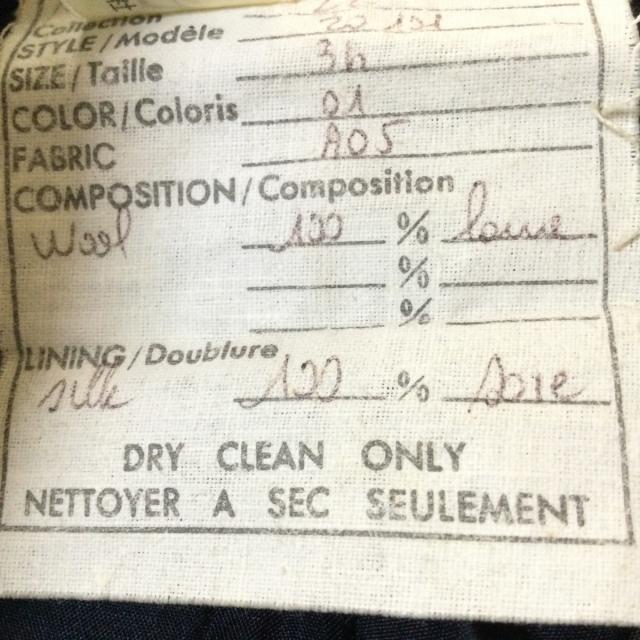 Collection
STYLE/Modèle
SIZE/Taille 36
COLOR/Coloris 01
FABRIC A05
COMPOSITION/Composition
Wool 100 % laine
%
%
LINING/Doublure
silk 100 % soie
DRY CLEAN ONLY
NETTOYER A SEC SEULEMENT